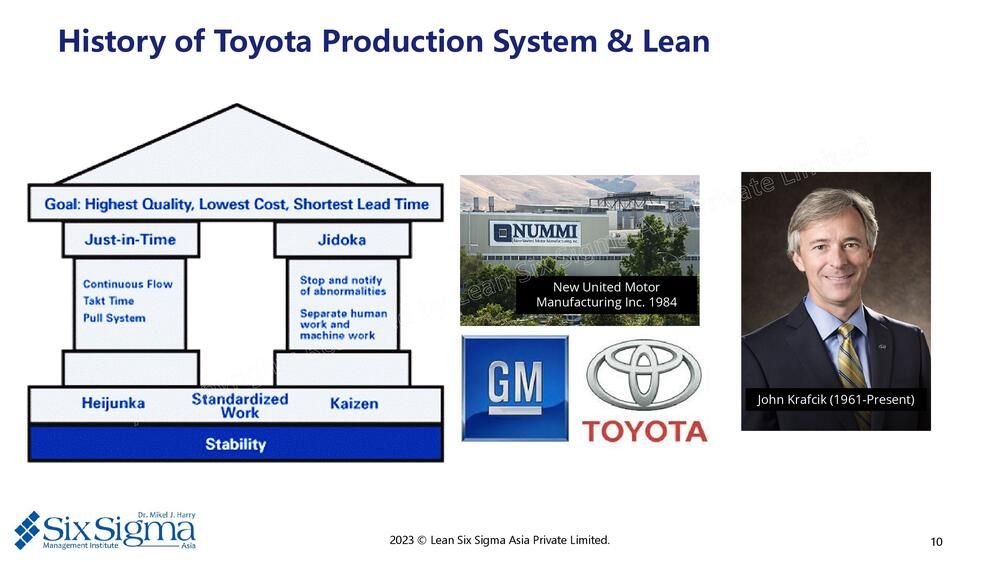 History of Toyota Production System & Lean
Goal: Highest Quality, Lowest Cost, Shortest Lead Time
Just-in-Time
Continuous Flow
Takt Time
Pull System
Jidoka
Stop and notify
of abnormalities
Separate human
work and
machine work
Heijunka
Standardized
Work
Kaizen
Stability
NUMMI
New United Motor
Manufacturing Inc. 1984
GM
TOYOTA
John Krafcik (1961-Present)
Dr. Mikel J. Harry
Six Sigma
Management Institute
Asia
2023 © Lean Six Sigma Asia Private Limited.
10